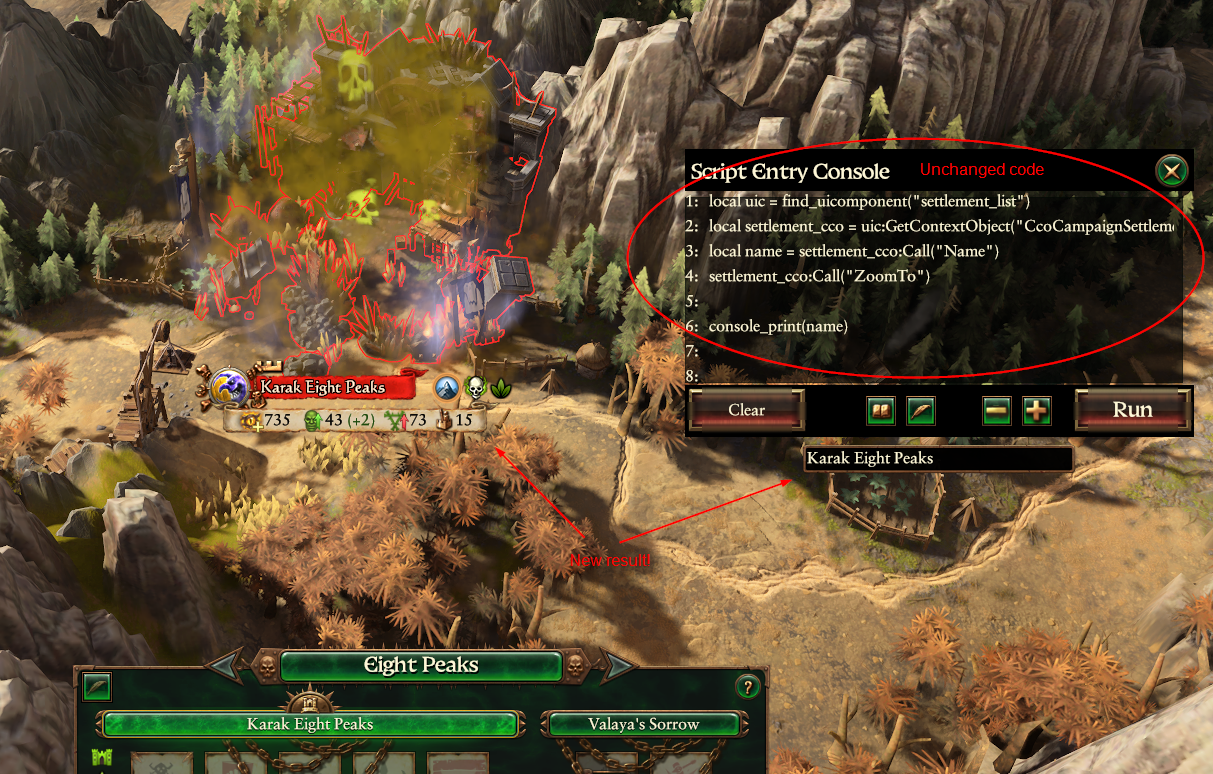 Script Entry Console
Unchanged code
1: local uic = find_uicomponent("settlement_list")
2: local settlement_cco = uic:GetContextObject("CcoCampaignSettleme
3: local name = settlement_cco:Call("Name")
4: settlement_cco:Call("ZoomTo")
5:
6: console_print(name)
7:
8:
Clear
Run
Karak Eight Peaks
Karak Eight Peaks
735 43 (+2) 73 15
New result!
Eight Peaks
?
Karak Eight Peaks
Valaya's Sorrow